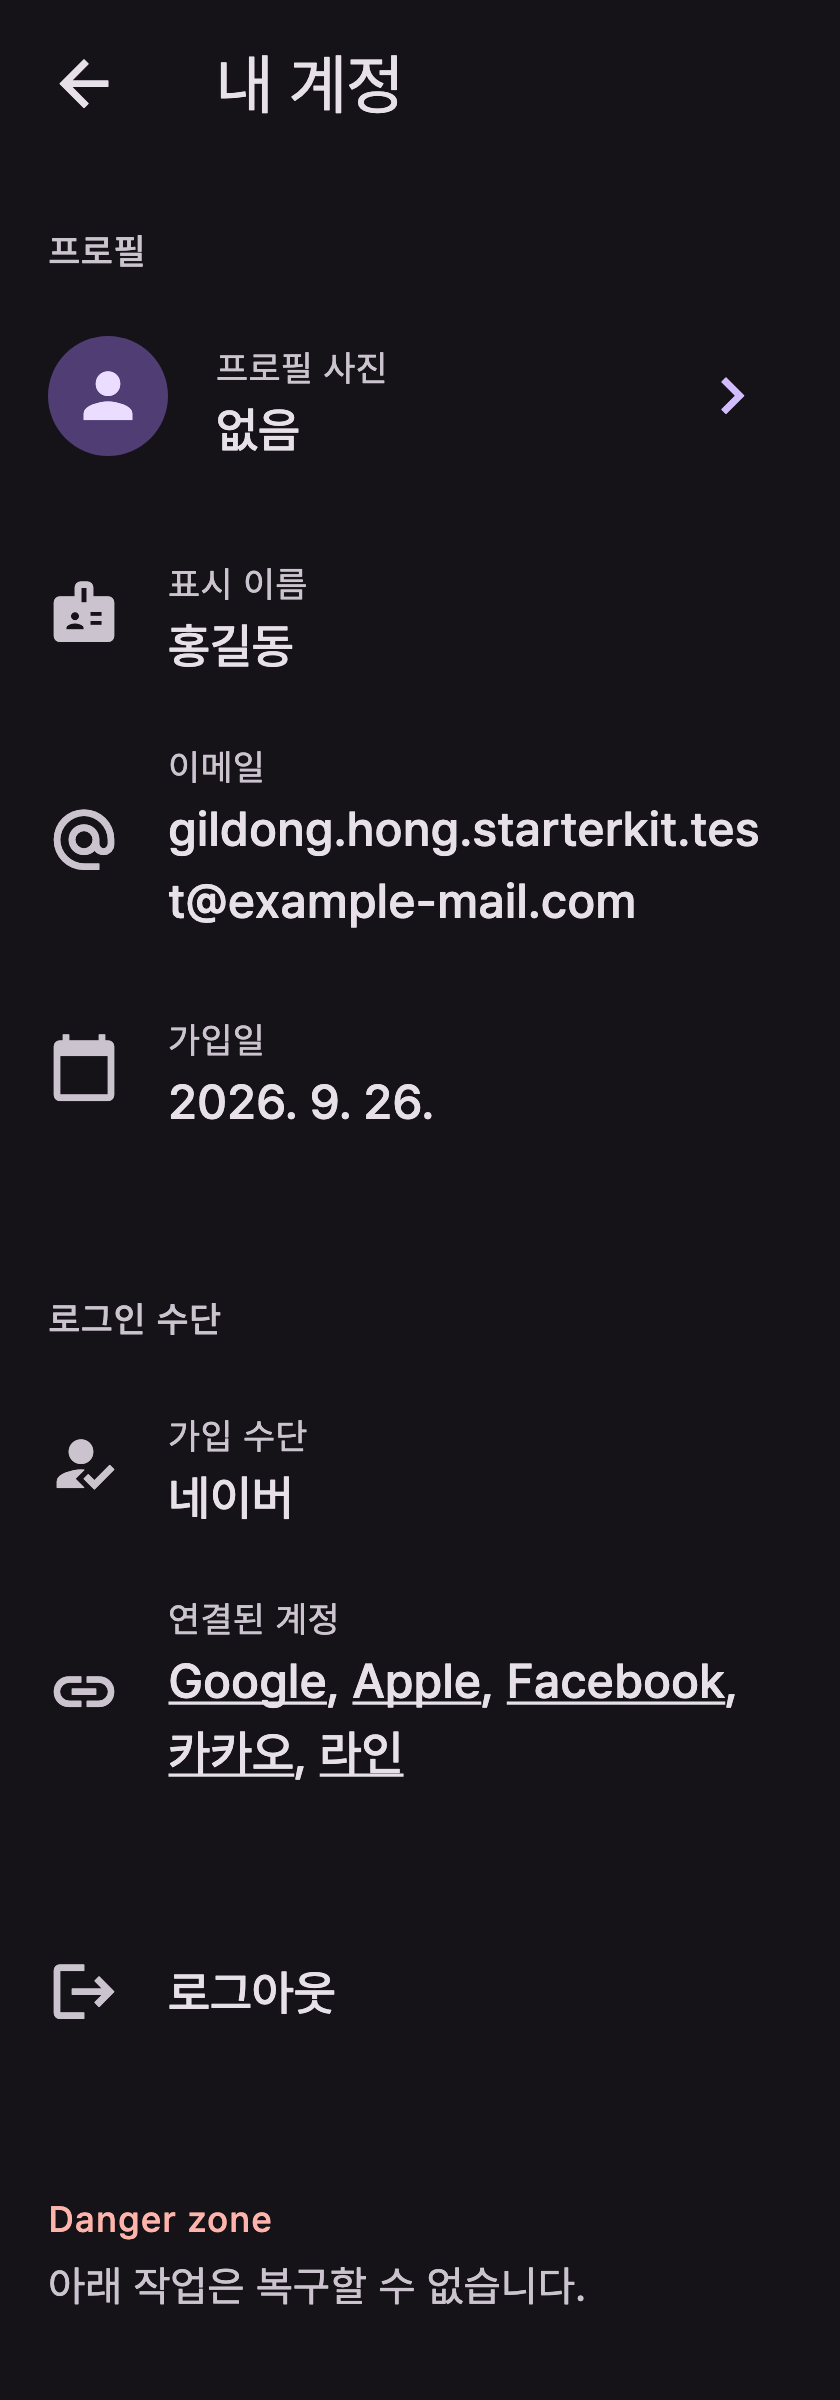 내 계정
프로필
프로필 사진
없음
표시 이름
홍길동
이메일
gildong.hong.starterkit.tes
t@example-mail.com
가입일
2026. 9. 26.
로그인 수단
가입 수단
네이버
연결된 계정
Google, Apple, Facebook,
카카오, 라인
로그아웃
Danger zone
아래 작업은 복구할 수 없습니다.